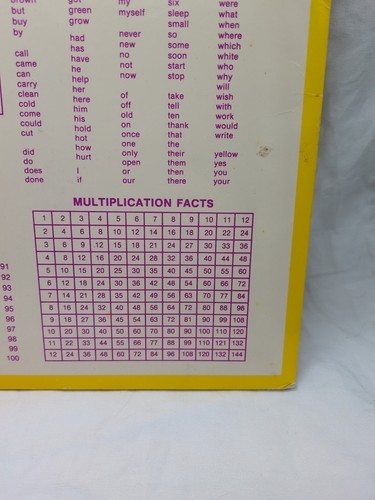 brown
but
buy
by
call
came
can
carry
clean
cold
come
could
cut
did
do
does
done
got
green
grow
had
has
have
he
help
her
here
him
his
hold
hot
how
hurt
I
if
my
myself
never
new
no
not
now
of
off
old
on
once
one
only
open
or
our
six
sleep
small
so
some
soon
start
stop
take
tell
ten
thank
that
the
their
them
then
there
were
what
when
where
which
white
who
why
will
wish
with
work
would
write
yellow
yes
you
your
91
92
93
94
95
96
97
98
99
100
MULTIPLICATION FACTS
1 2 3 4 5 6 7 8 9 10 11 12
2 4 6 8 10 12 14 16 18 20 22 24
3 6 9 12 15 18 21 24 27 30 33 36
4 8 12 16 20 24 28 32 36 40 44 48
5 10 15 20 25 30 35 40 45 50 55 60
6 12 18 24 30 36 42 48 54 60 66 72
7 14 21 28 35 42 49 56 63 70 77 84
8 16 24 32 40 48 56 64 72 80 88 96
9 18 27 36 45 54 63 72 81 90 99 108
10 20 30 40 50 60 70 80 90 100 110 120
11 22 33 44 55 66 77 88 99 110 121 132
12 24 36 48 60 72 84 96 108 120 132 144